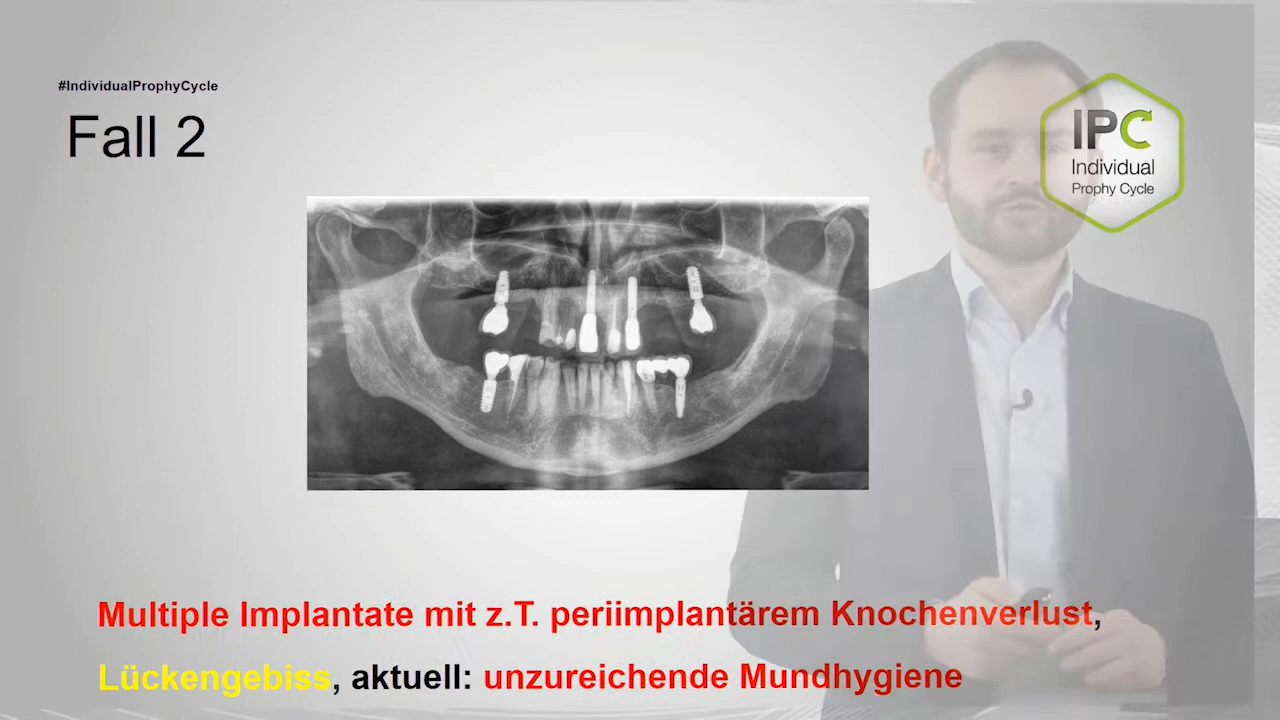 #IndividualProphyCycle
Fall 2
IPC
Individual
Prophy Cycle
Multiple Implantate mit z.T. periimplantärem Knochenverlust,
Lückengebiss, aktuell: unzureichende Mundhygiene